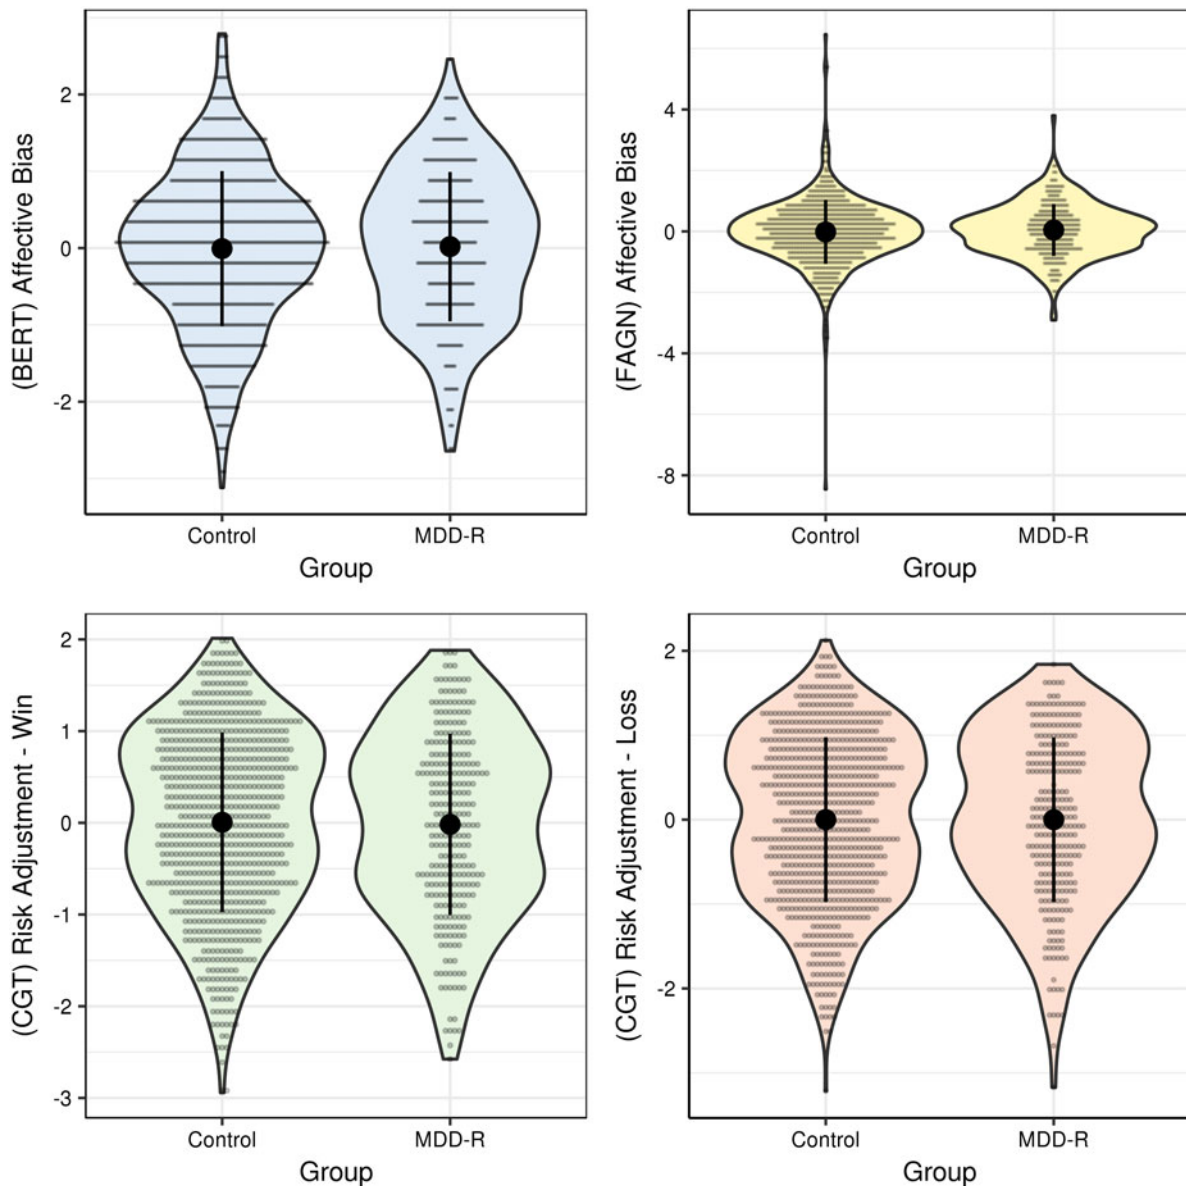 (BERT) Affective Bias
2
0
-2
Control
MDD-R
Group
(FAGN) Affective Bias
4
0
-4
-8
Control
MDD-R
Group
(CGT) Risk Adjustment - Win
2
1
0
-1
-2
-3
Control
MDD-R
Group
(CGT) Risk Adjustment - Loss
2
0
-2
Control
MDD-R
Group